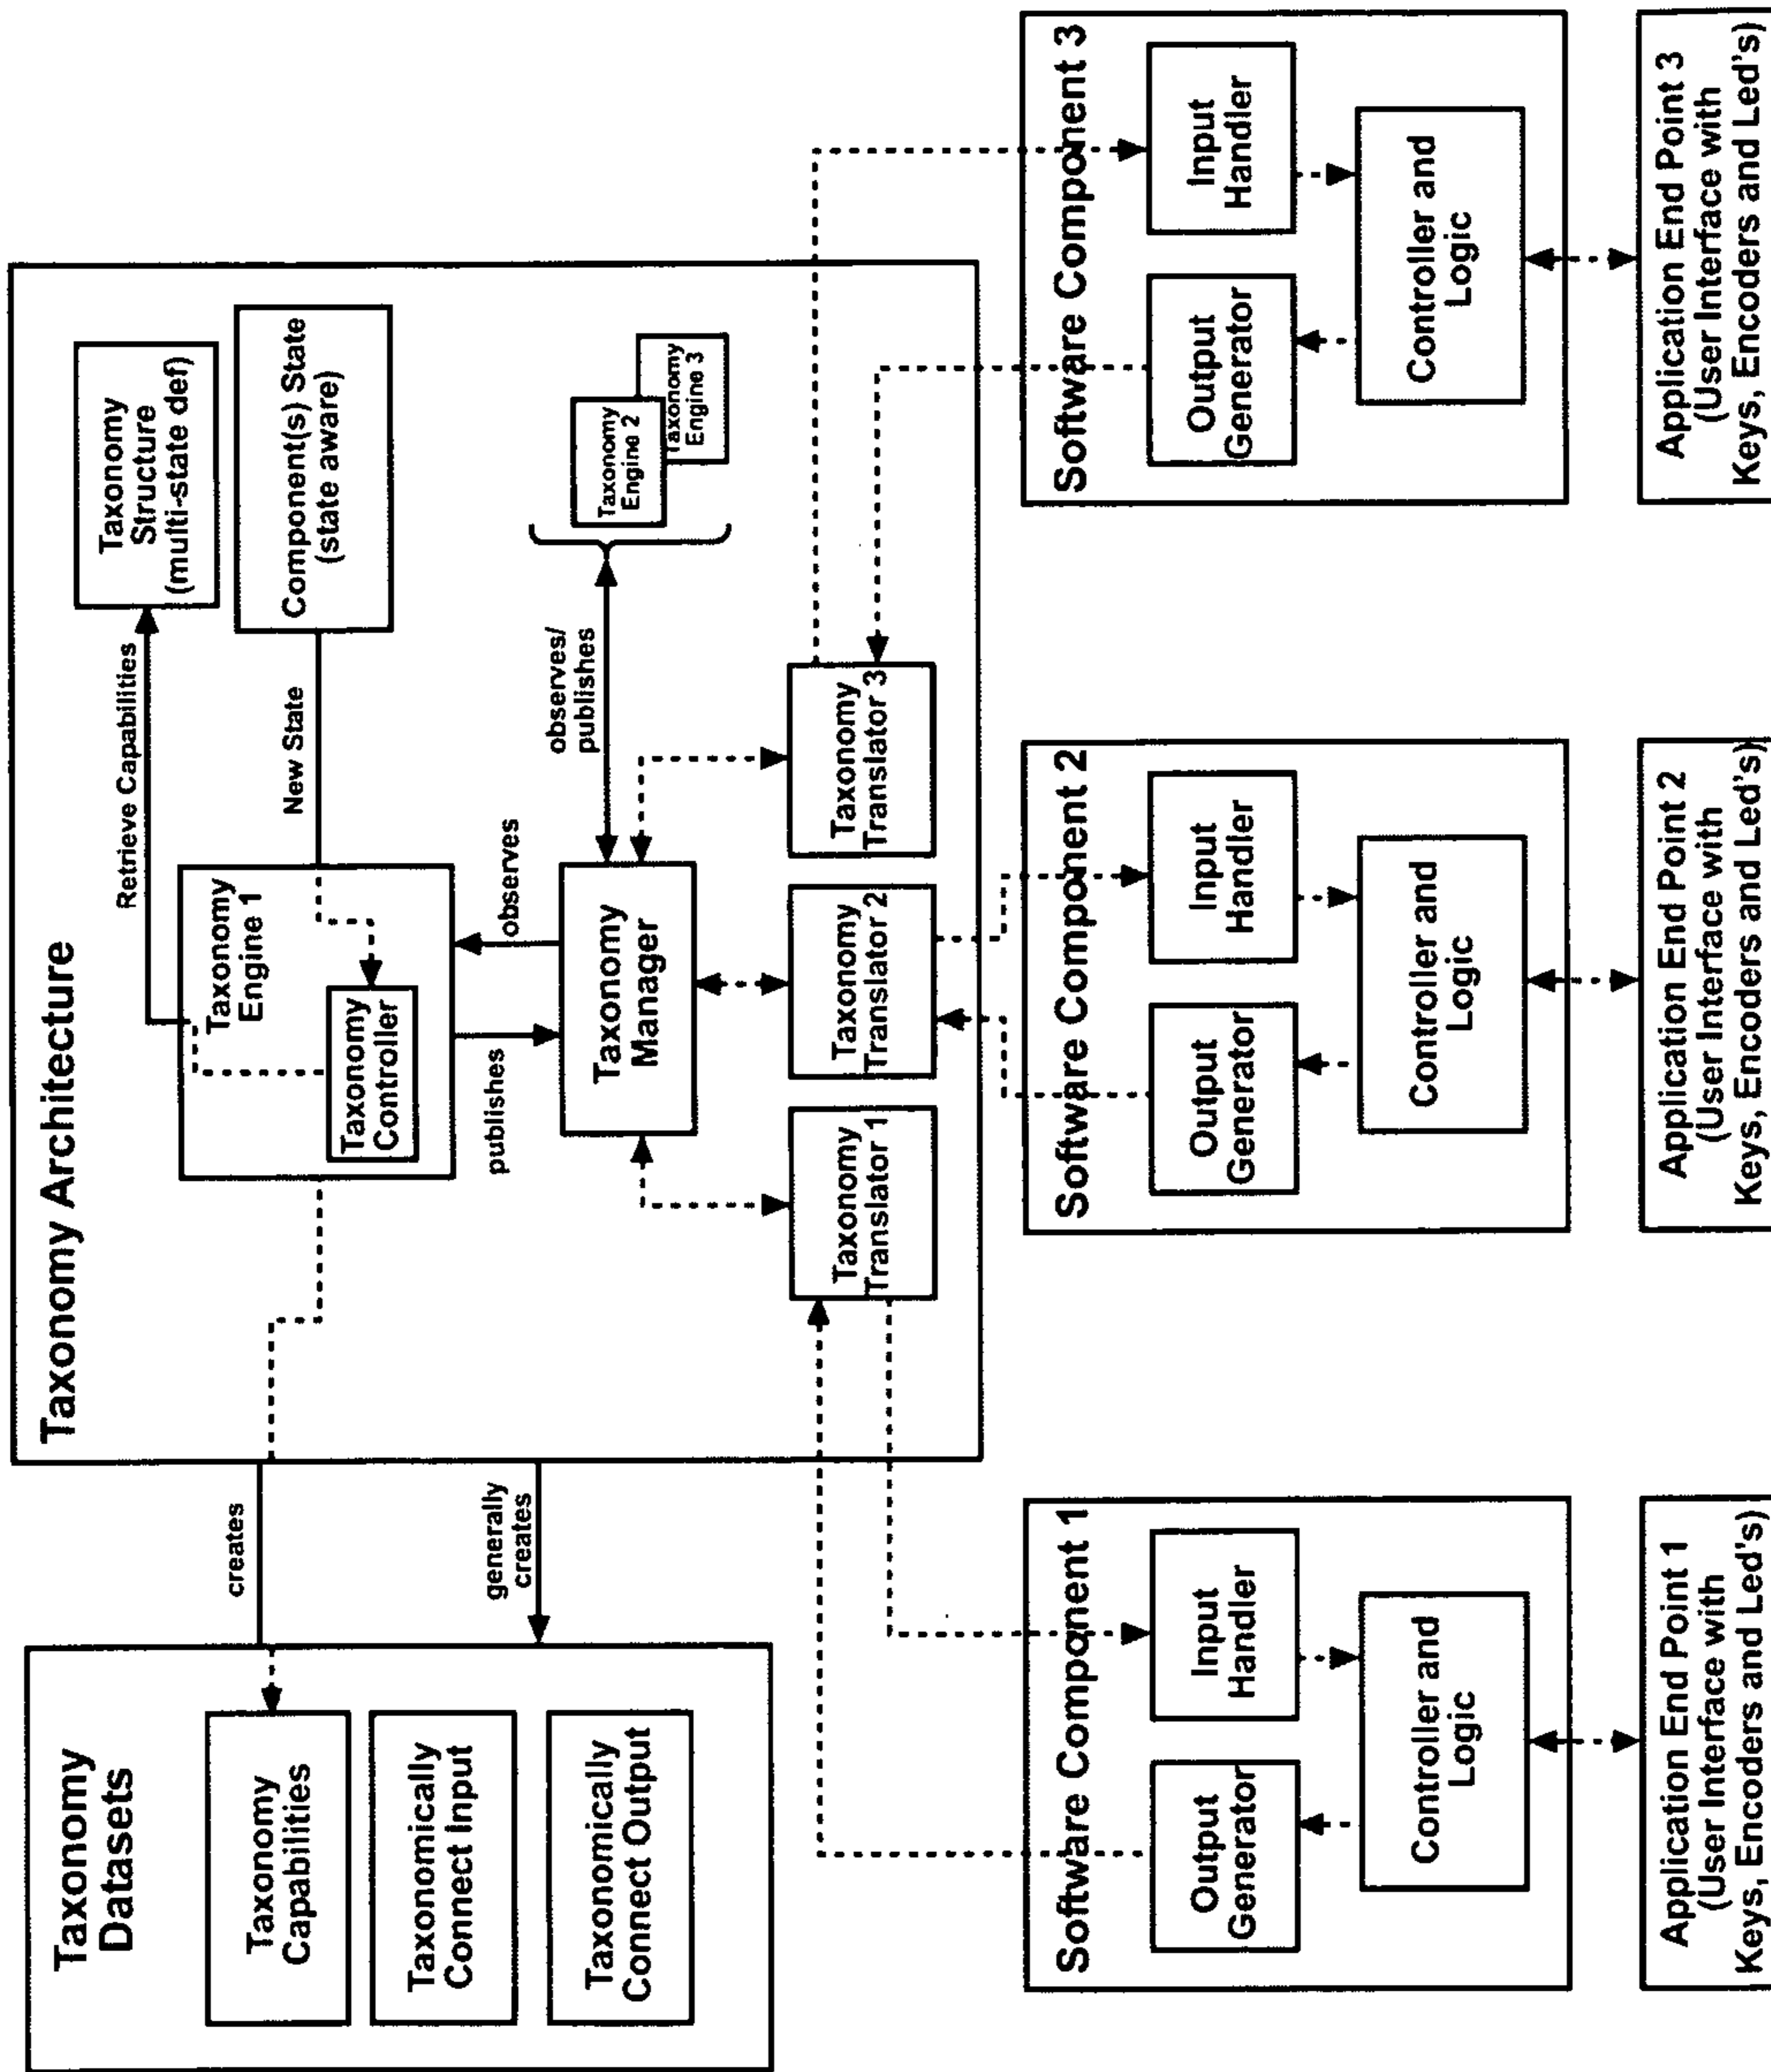 Taxonomy
Datasets
Taxonomy
Capabilities
Taxonomically
Connect Input
Taxonomically
Connect Output
creates
generally
creates
Taxonomy Architecture
Taxonomy
Engine 1
Taxonomy
Controller
Retrieve Capabilities
New State
Taxonomy
Structure
(multi-state def)
Component(s) State
(state aware)
publishes
observes
Taxonomy
Manager
observes/
publishes
Taxonomy
Engine 2
Taxonomy
Engine 3
Taxonomy
Translator 1
Taxonomy
Translator 2
Taxonomy
Translator 3
Software Component 1
Output
Generator
Input
Handler
Controller and
Logic
Application End Point 1
(User Interface with
Keys, Encoders and Led's)
Software Component 2
Output
Generator
Input
Handler
Controller and
Logic
Application End Point 2
(User Interface with
Keys, Encoders and Led's)
Software Component 3
Output
Generator
Input
Handler
Controller and
Logic
Application End Point 3
(User Interface with
Keys, Encoders and Led's)